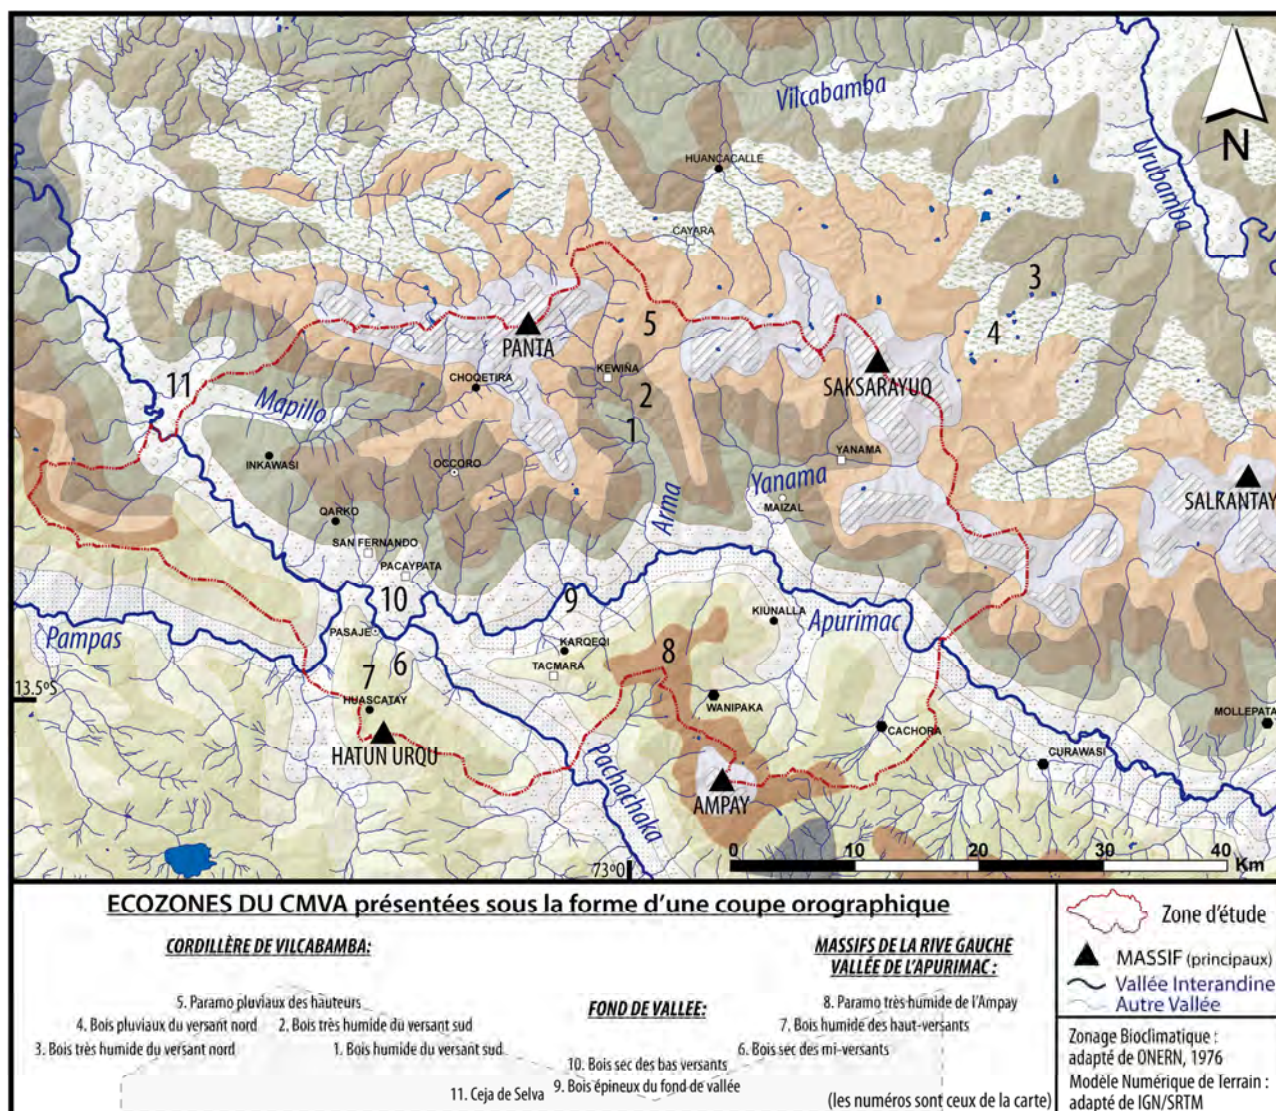 Vilcabamba
Urubamba
N
HUANCACALLE
CAYARA
3
4
5
PANTA
SAKSARAYUQ
CHOQETIRA
KEWIÑA
2
1
11
Mapillo
INKAWASI
OCCORO
YANAMA
Yanama
MAIZAL
SALKANTAY
Arma
QARKO
SAN FERNANDO
PACAYPATA
10
9
KIUNALLA
Apurimac
Pampas
PASAJE
6
KARQEQI
TACMARA
8
7
13.5°S
HUASCATAY
WANIPAKA
CACHORA
MOLLEPATA
HATUN URQU
CURAWASI
Pachachaka
AMPAY
73°0
0 10 20 30 40 Km
ECOZONES DU CMVA présentées sous la forme d'une coupe orographique
CORDILLÈRE DE VILCABAMBA:
MASSIFS DE LA RIVE GAUCHE
VALLÉE DE L'APURIMAC :
5. Paramo pluviaux des hauteurs
FOND DE VALLEE:
8. Paramo très humide de l'Ampay
4. Bois pluviaux du versant nord
2. Bois très humide du versant sud
7. Bois humide des haut-versants
3. Bois très humide du versant nord
1. Bois humide du versant sud
6. Bois sec des mi-versants
10. Bois sec des bas versants
9. Bois épineux du fond de vallée
11. Ceja de Selva
(les numéros sont ceux de la carte)
Zone d'étude
MASSIF (principaux)
Vallée Interandine
Autre Vallée
Zonage Bioclimatique :
adapté de ONERN, 1976
Modèle Numérique de Terrain :
adapté de IGN/SRTM